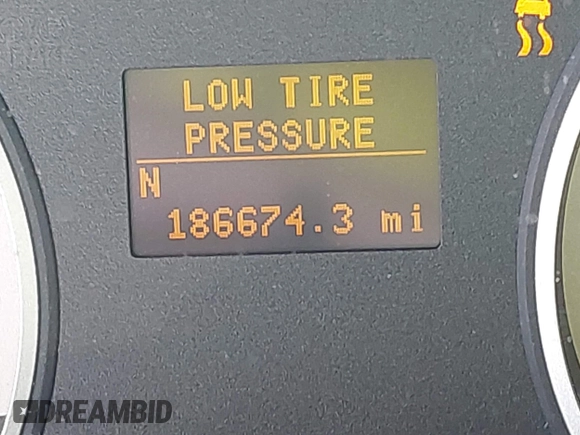 LOW TIRE
PRESSURE
N
186674.3 mi
DREAMBID